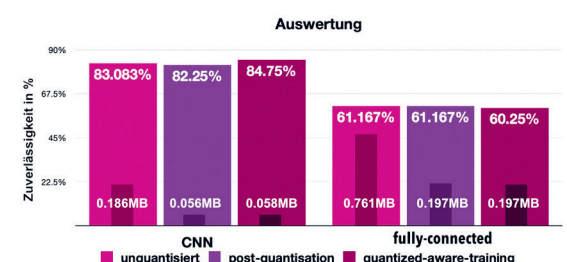 Auswertung
90%
67.5%
45%
22.5%
Zuverlässigkeit in %
83.083%
82.25%
84.75%
61.167%
61.167%
60.25%
0.186MB
0.056MB
0.058MB
0.761MB
0.197MB
0.197MB
CNN
fully-connected
unquantisiert post-quantisation quantized-aware-training